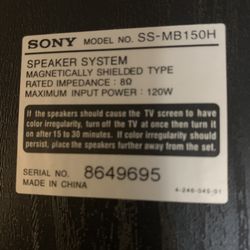 SONY MODEL NO. SS-MB150H
SPEAKER SYSTEM
MAGNETICALLY SHIELDED TYPE
RATED IMPEDANCE : 8Ω
MAXIMUM INPUT POWER : 120W
If the speakers should cause the TV screen to have
color irregularity, turn off the TV at once then turn it
on after 15 to 30 minutes. If the color irregularity should
persist, place the speakers further away from the set.
SERIAL NO. 8649695
MADE IN CHINA
4-246-045-01